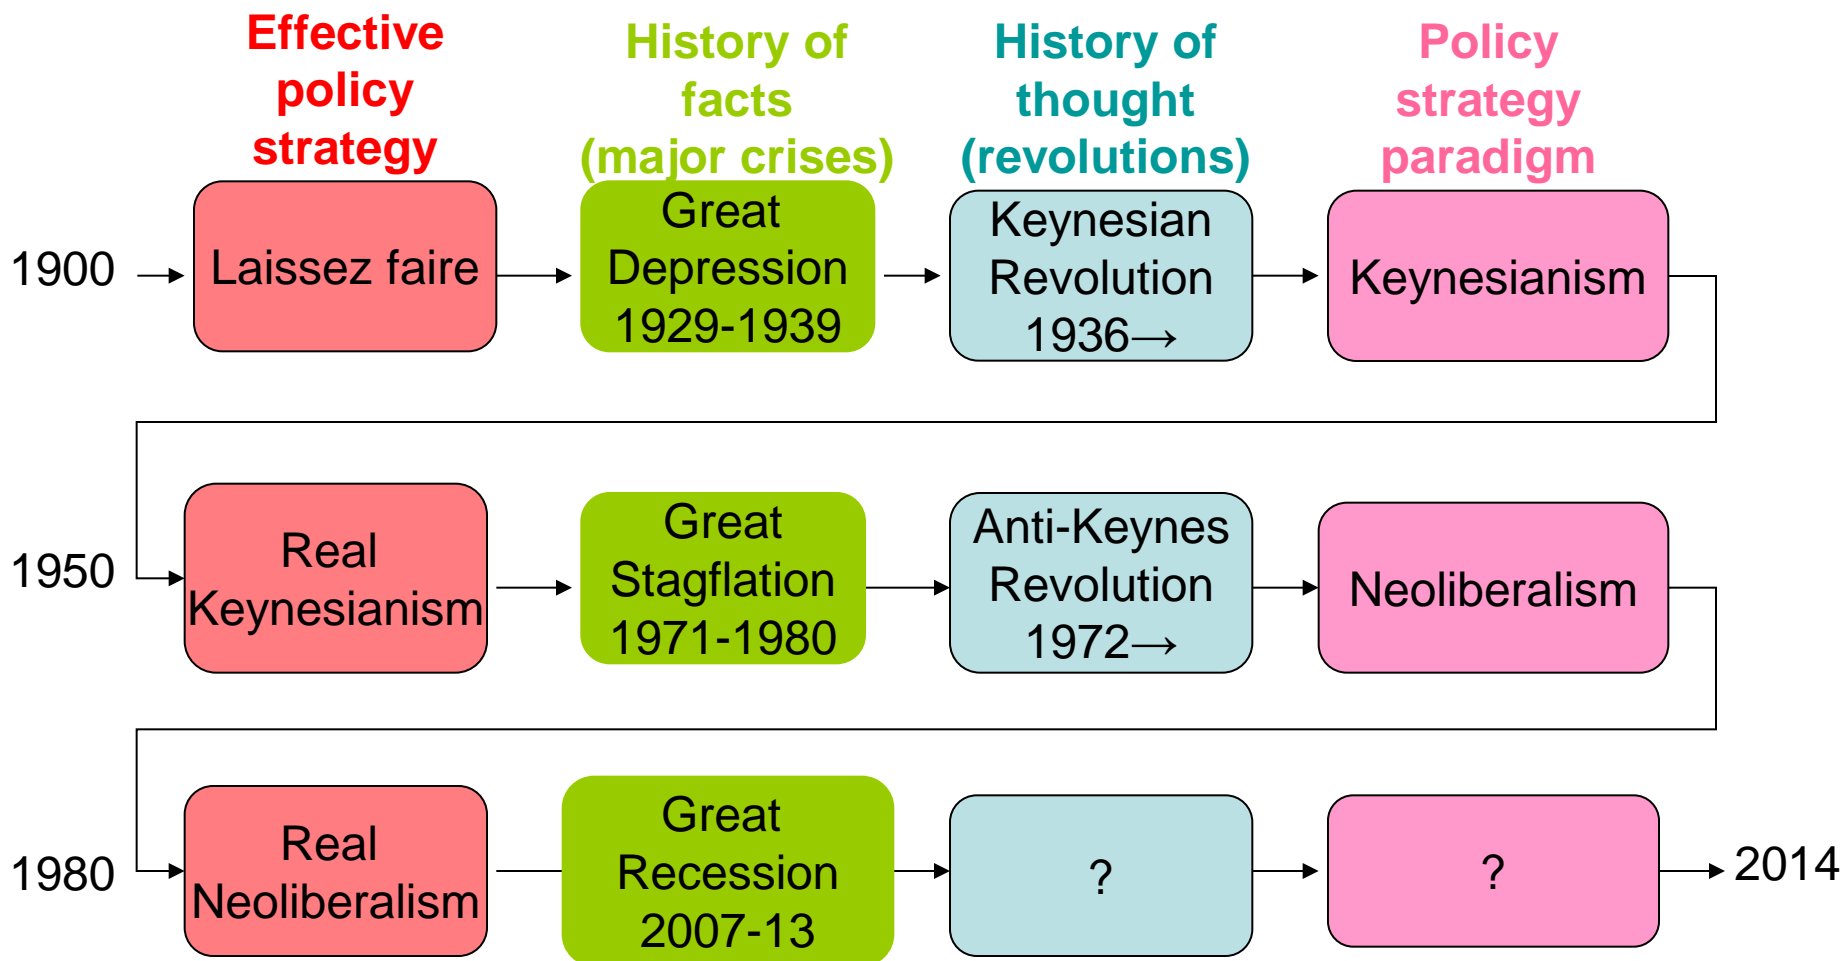 Effective
policy
strategy
History of
facts
(major crises)
History of
thought
(revolutions)
Policy
strategy
paradigm
1900
Laissez faire
Great
Depression
1929-1939
Keynesian
Revolution
1936→
Keynesianism
1950
Real
Keynesianism
Great
Stagflation
1971-1980
Anti-Keynes
Revolution
1972→
Neoliberalism
1980
Real
Neoliberalism
Great
Recession
2007-13
?
?
2014